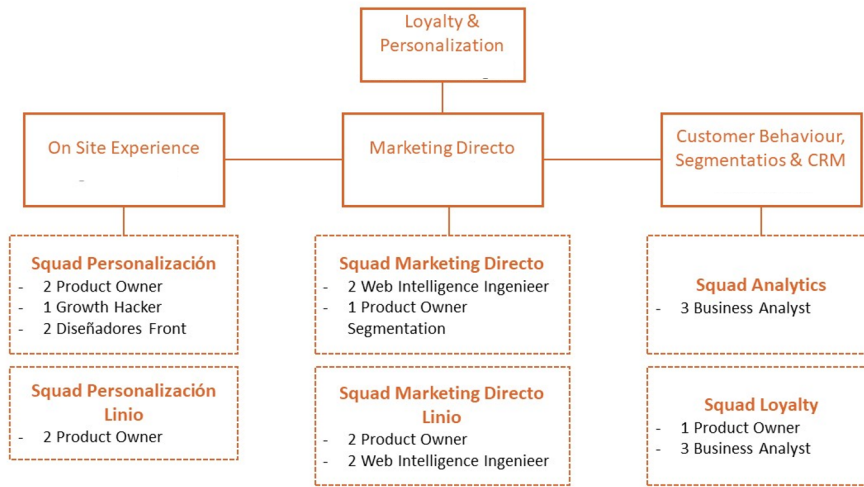 Loyalty &
Personalization
-
On Site Experience
-
Marketing Directo
Customer Behaviour,
Segmentatios & CRM
Squad Personalización
- 2 Product Owner
- 1 Growth Hacker
- 2 Diseñadores Front
Squad Marketing Directo
- 2 Web Intelligence Ingenieer
- 1 Product Owner
Segmentation
Squad Analytics
- 3 Business Analyst
Squad Personalización
Linio
- 2 Product Owner
Squad Marketing Directo
Linio
- 2 Product Owner
- 2 Web Intelligence Ingenieer
Squad Loyalty
- 1 Product Owner
- 3 Business Analyst